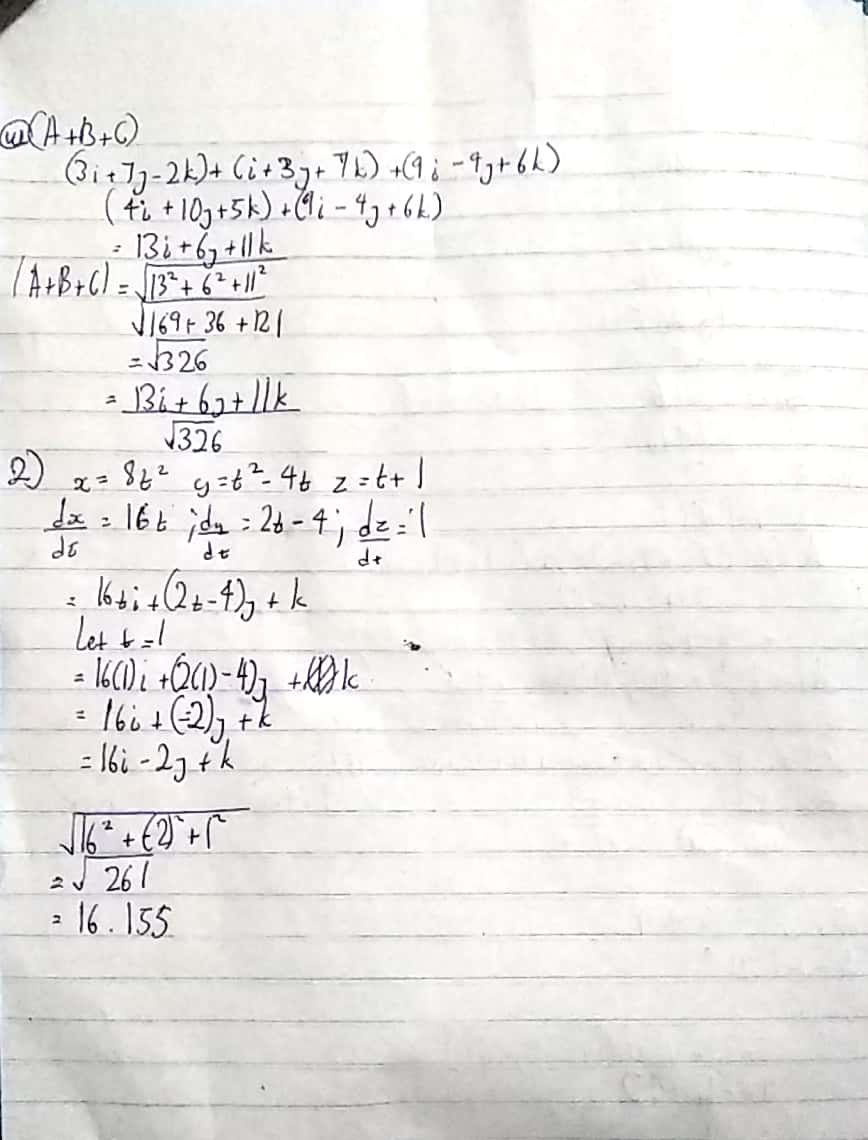 (iii) (A+B+C)
(3i+7j-2k)+(i+3j+7k)+(9i-4j+6k)
(4i+10j+5k)+(9i-4j+6k)
= 13i+6j+11k
|A+B+C| = √13²+6²+11²
√169+36+121
=√326
= 13i+6j+11k
√326
2) x= 8t² y=t²-4t z=t+1
dx/dt = 16t ; dy/dt = 2t-4 ; dz/dt = 1
= 16ti+(2t-4)j+k
Let t=1
= 16(1)i+(2(1)-4)j+k
= 16i+(-2)j+k
= 16i-2j+k
√16²+(-2)²+1²
=√261
= 16.155